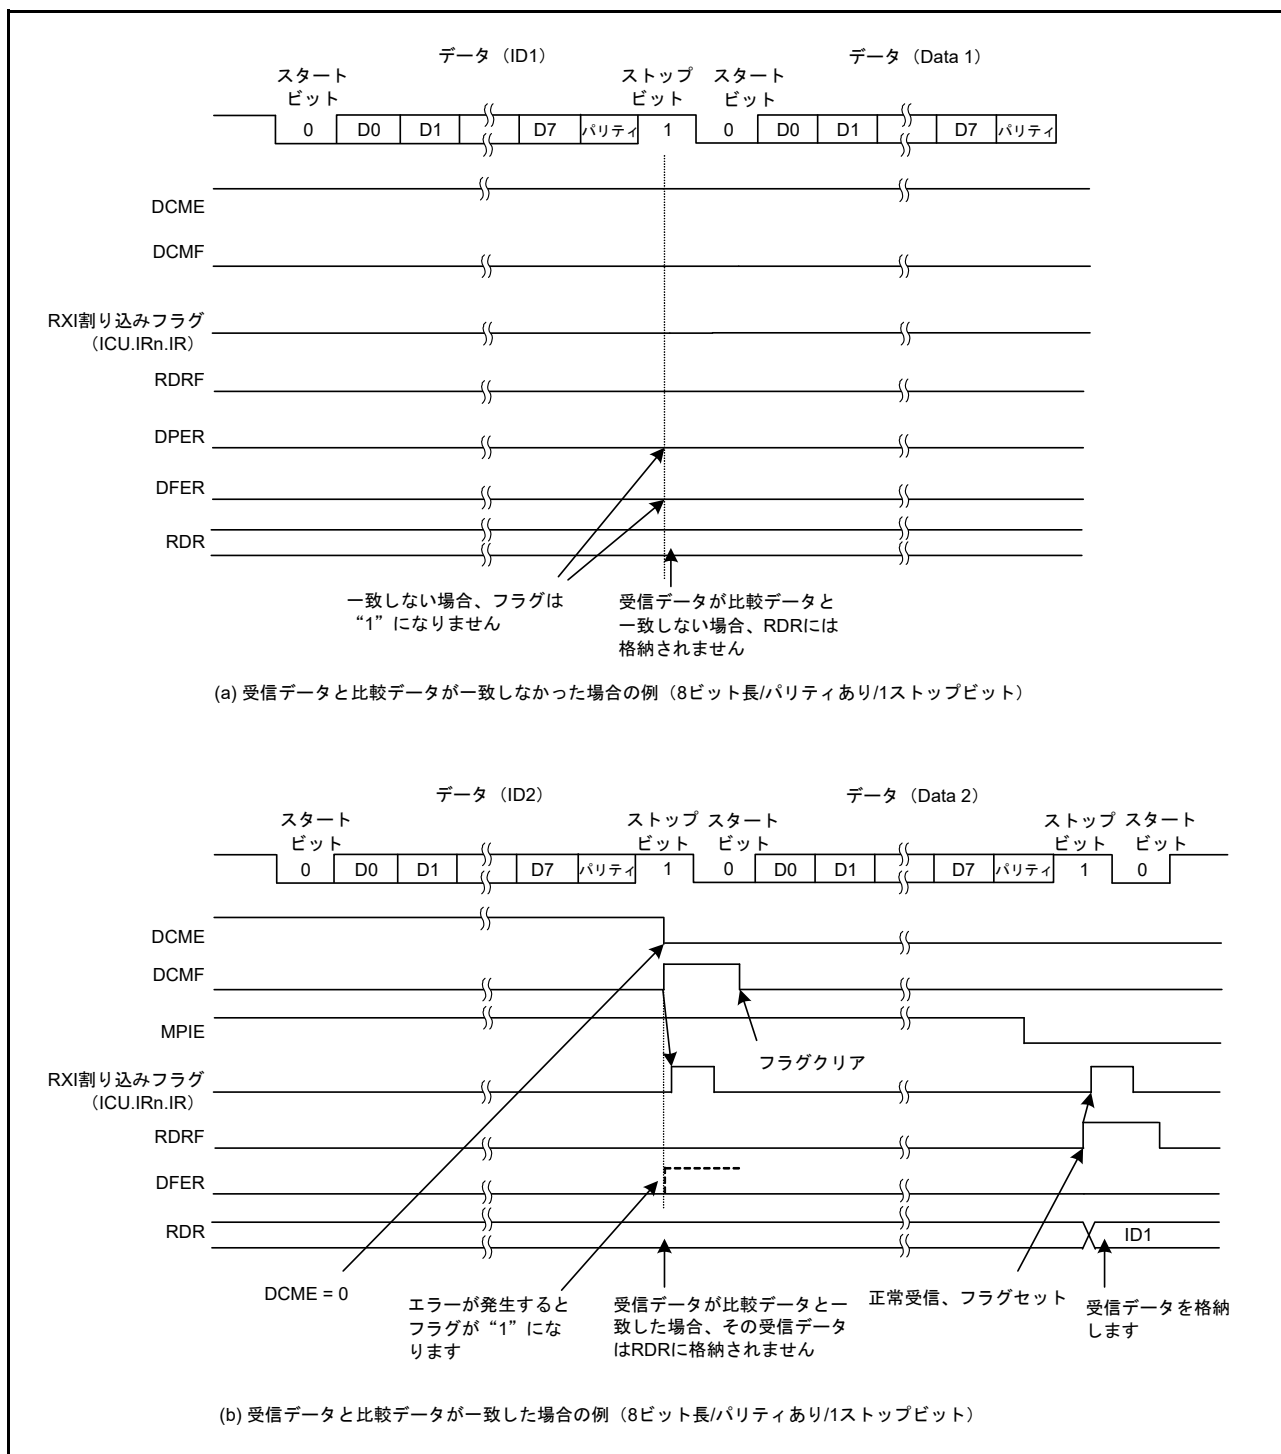 データ（ID1）
データ（Data 1）
スタート
ビット
ストップ
ビット
スタート
ビット
0
D0
D1
D7
パリティ
1
0
D0
D1
D7
パリティ
DCME
DCMF
RXI割り込みフラグ
（ICU.IRn.IR）
RDRF
DPER
DFER
RDR
一致しない場合、フラグは
“1”になりません
受信データが比較データと
一致しない場合、RDRには
格納されません
(a) 受信データと比較データが一致しなかった場合の例（8ビット長/パリティあり/1ストップビット）
データ（ID2）
データ（Data 2）
スタート
ビット
ストップ
ビット
スタート
ビット
ストップ
ビット
スタート
ビット
0
D0
D1
D7
パリティ
1
0
D0
D1
D7
パリティ
1
0
DCME
DCMF
MPIE
フラグクリア
RXI割り込みフラグ
（ICU.IRn.IR）
RDRF
DFER
RDR
ID1
DCME = 0
エラーが発生すると
フラグが“1”にな
ります
受信データが比較データと一
致した場合、その受信データ
はRDRに格納されません
正常受信、フラグセット
受信データを格納
します
(b) 受信データと比較データが一致した場合の例（8ビット長/パリティあり/1ストップビット）